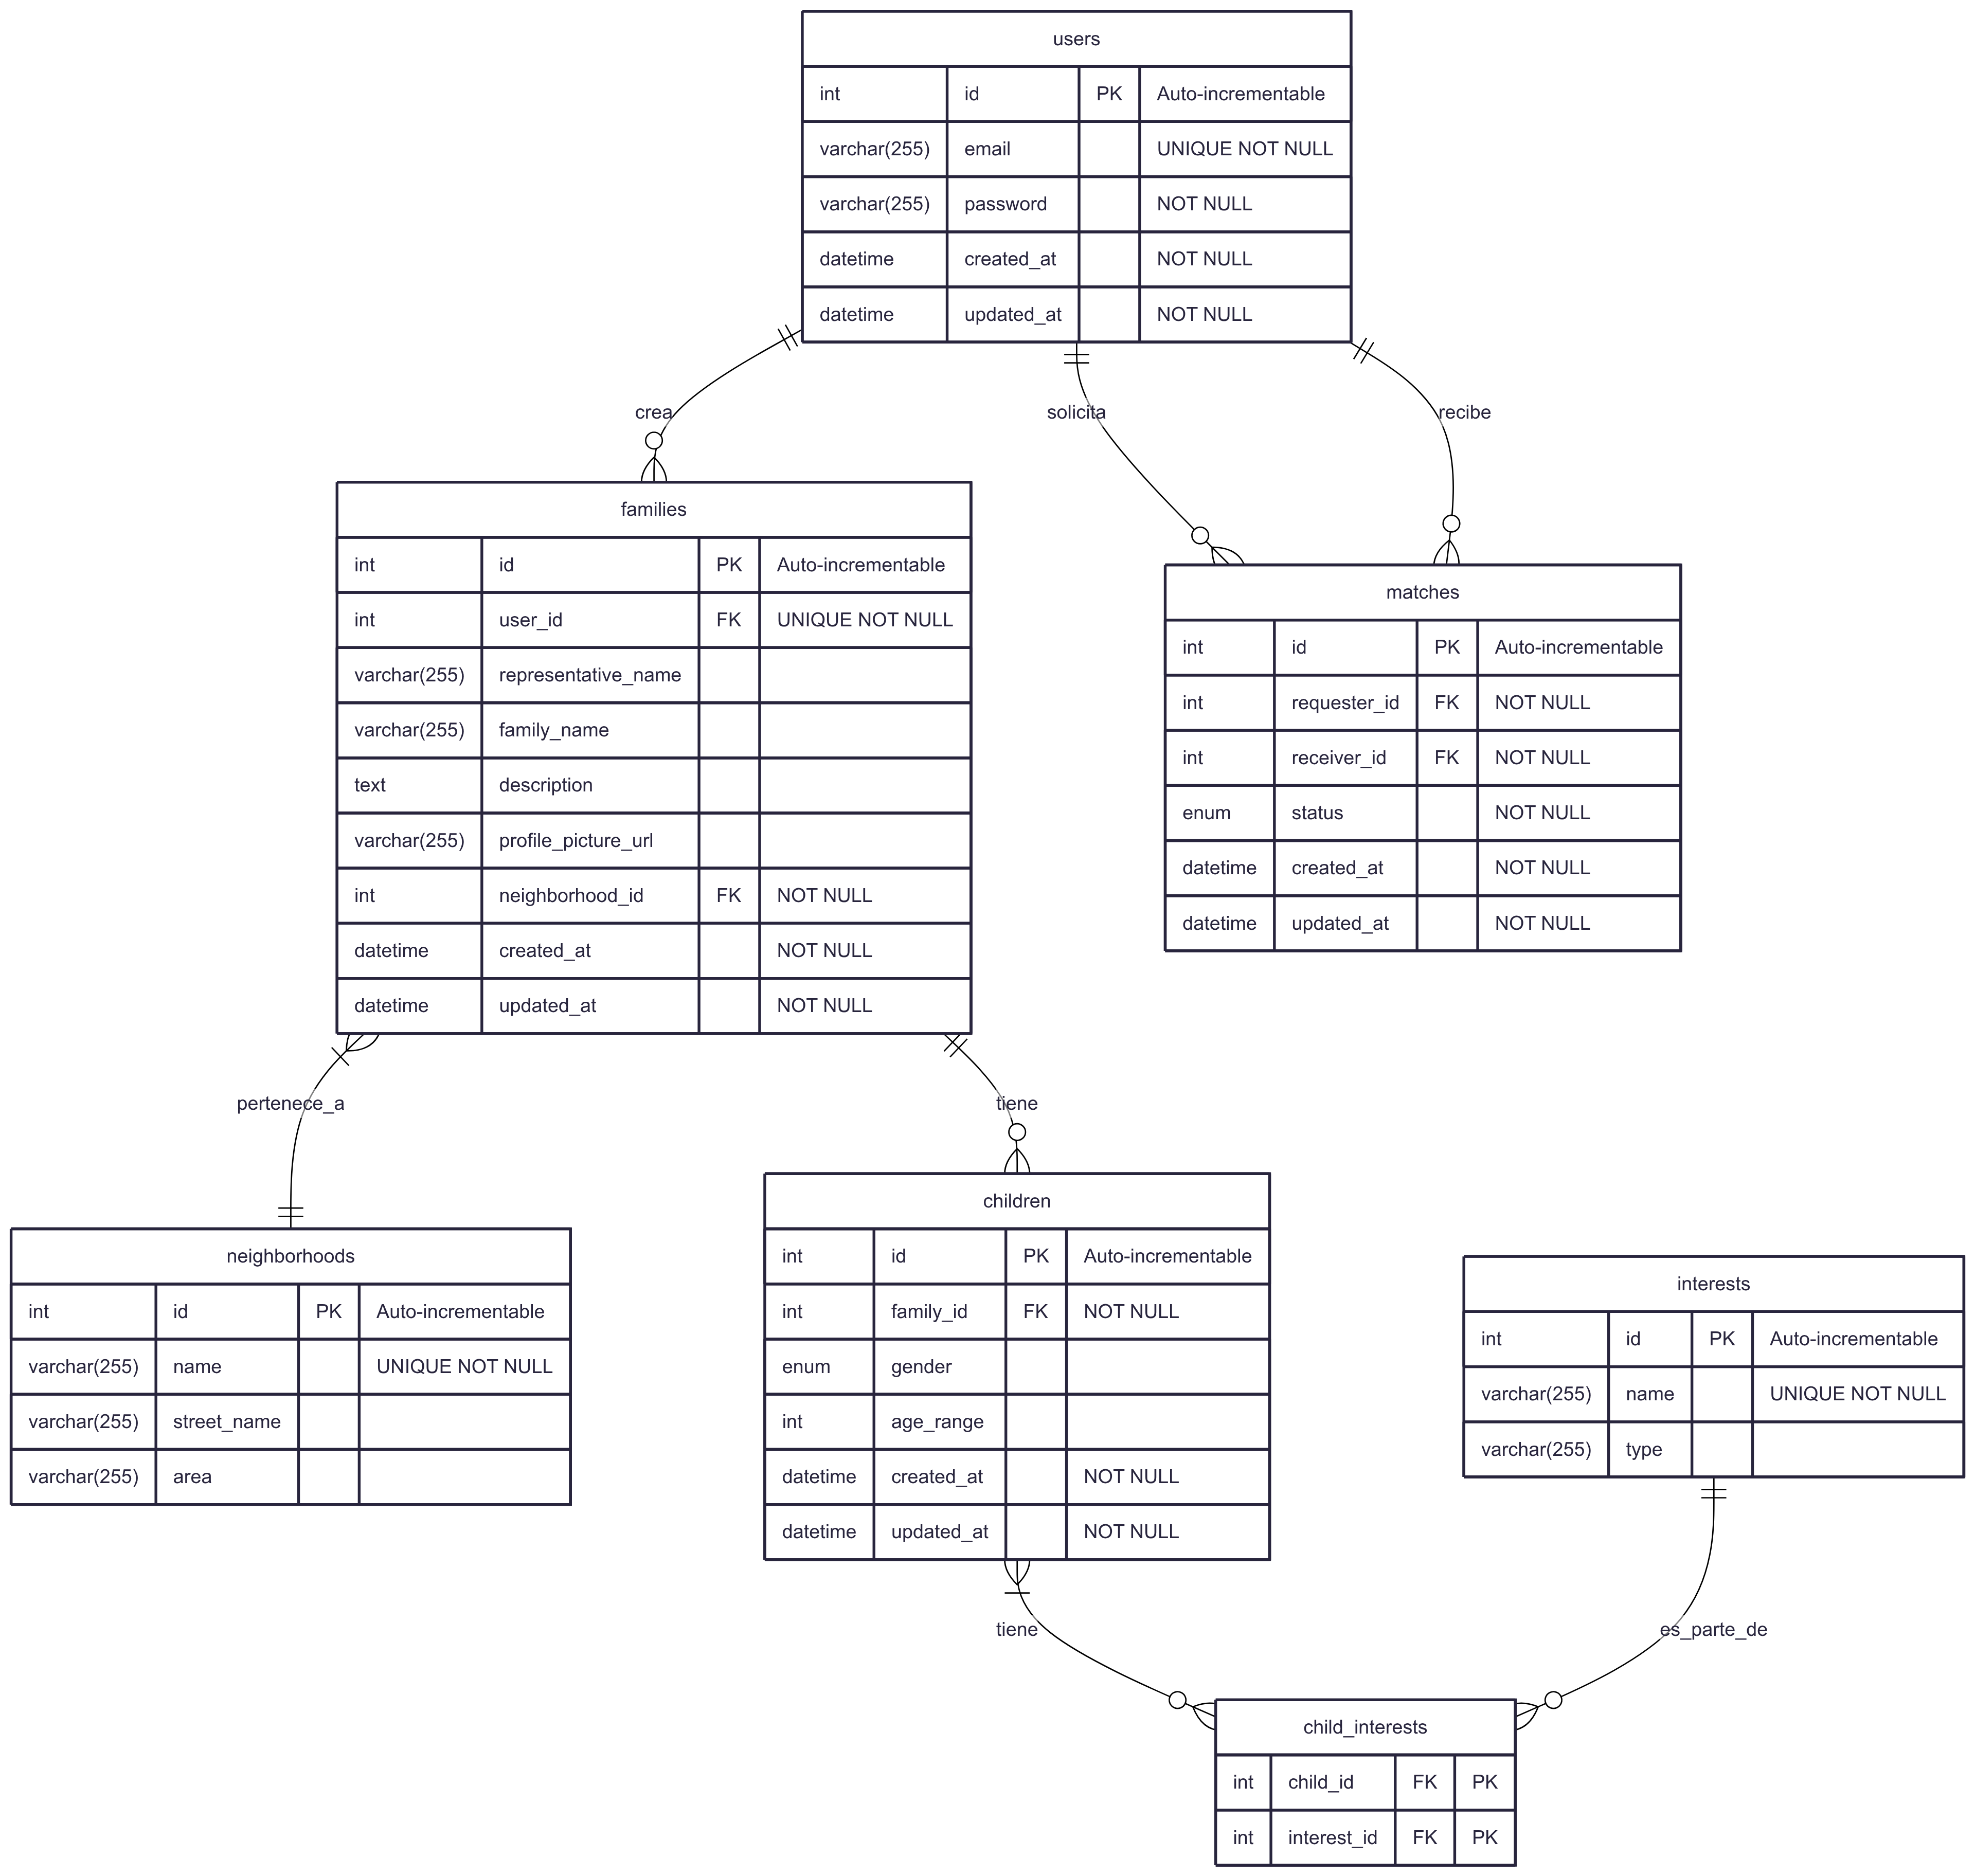 users
int id PK Auto-incrementable
varchar(255) email UNIQUE NOT NULL
varchar(255) password NOT NULL
datetime created_at NOT NULL
datetime updated_at NOT NULL
crea
solicita
recibe
families
int id PK Auto-incrementable
int user_id FK UNIQUE NOT NULL
varchar(255) representative_name
varchar(255) family_name
text description
varchar(255) profile_picture_url
int neighborhood_id FK NOT NULL
datetime created_at NOT NULL
datetime updated_at NOT NULL
matches
int id PK Auto-incrementable
int requester_id FK NOT NULL
int receiver_id FK NOT NULL
enum status NOT NULL
datetime created_at NOT NULL
datetime updated_at NOT NULL
pertenece_a
tiene
neighborhoods
int id PK Auto-incrementable
varchar(255) name UNIQUE NOT NULL
varchar(255) street_name
varchar(255) area
children
int id PK Auto-incrementable
int family_id FK NOT NULL
enum gender
int age_range
datetime created_at NOT NULL
datetime updated_at NOT NULL
interests
int id PK Auto-incrementable
varchar(255) name UNIQUE NOT NULL
varchar(255) type
tiene
es_parte_de
child_interests
int child_id FK PK
int interest_id FK PK